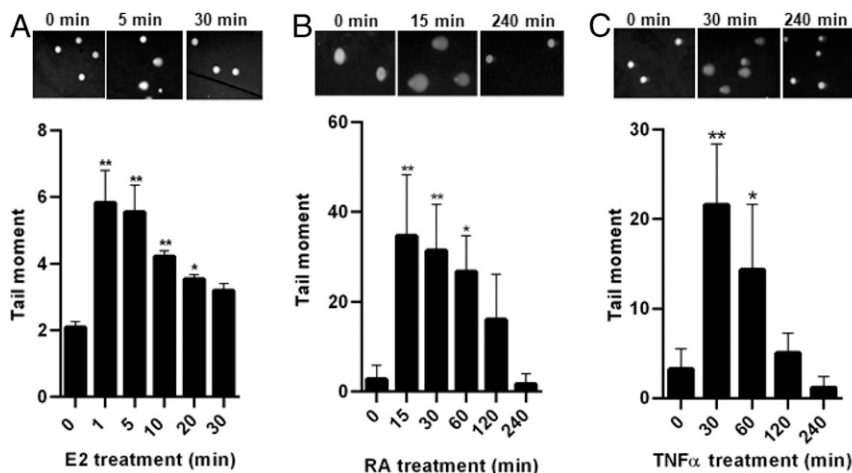 A
0 min 5 min 30 min
Tail moment
8
6
4
2
0
** ** ** *
0 1 5 10 20 30
E2 treatment (min)
B
0 min 15 min 240 min
Tail moment
60
40
20
0
** ** *
0 15 30 60 120 240
RA treatment (min)
C
0 min 30 min 240 min
Tail moment
30
20
10
0
** *
0 30 60 120 240
TNFα treatment (min)